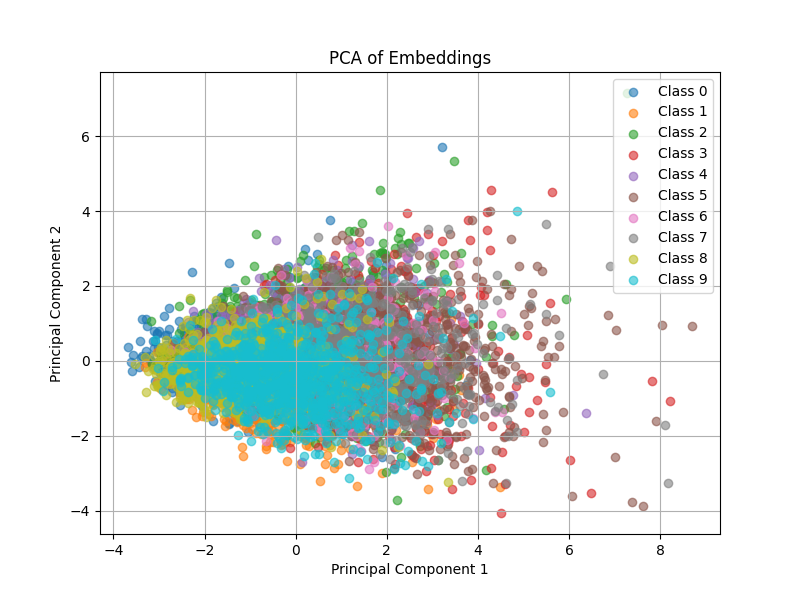 PCA of Embeddings
Class 0
Class 1
Class 2
Class 3
Class 4
Class 5
Class 6
Class 7
Class 8
Class 9
Principal Component 2
6
4
2
0
−2
−4
−4 −2 0 2 4 6 8
Principal Component 1